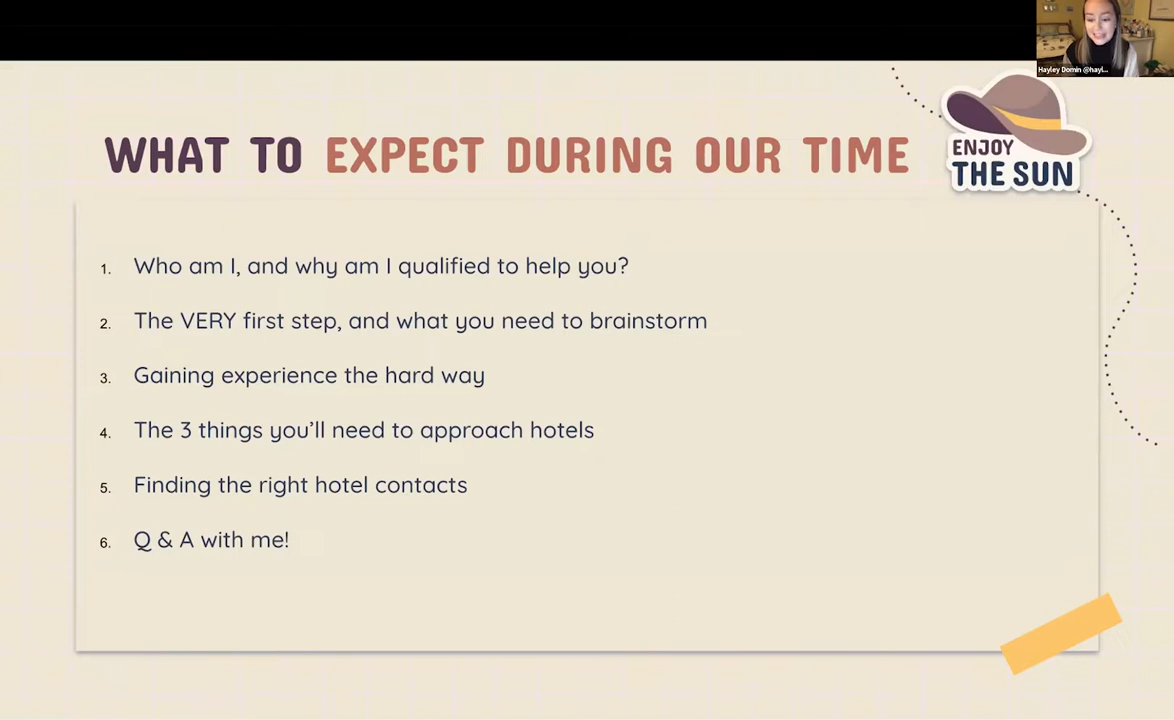 Hayley Domin @hayl...
WHAT TO EXPECT DURING OUR TIME
ENJOY
THE SUN
1. Who am I, and why am I qualified to help you?
2. The VERY first step, and what you need to brainstorm
3. Gaining experience the hard way
4. The 3 things you’ll need to approach hotels
5. Finding the right hotel contacts
6. Q & A with me!